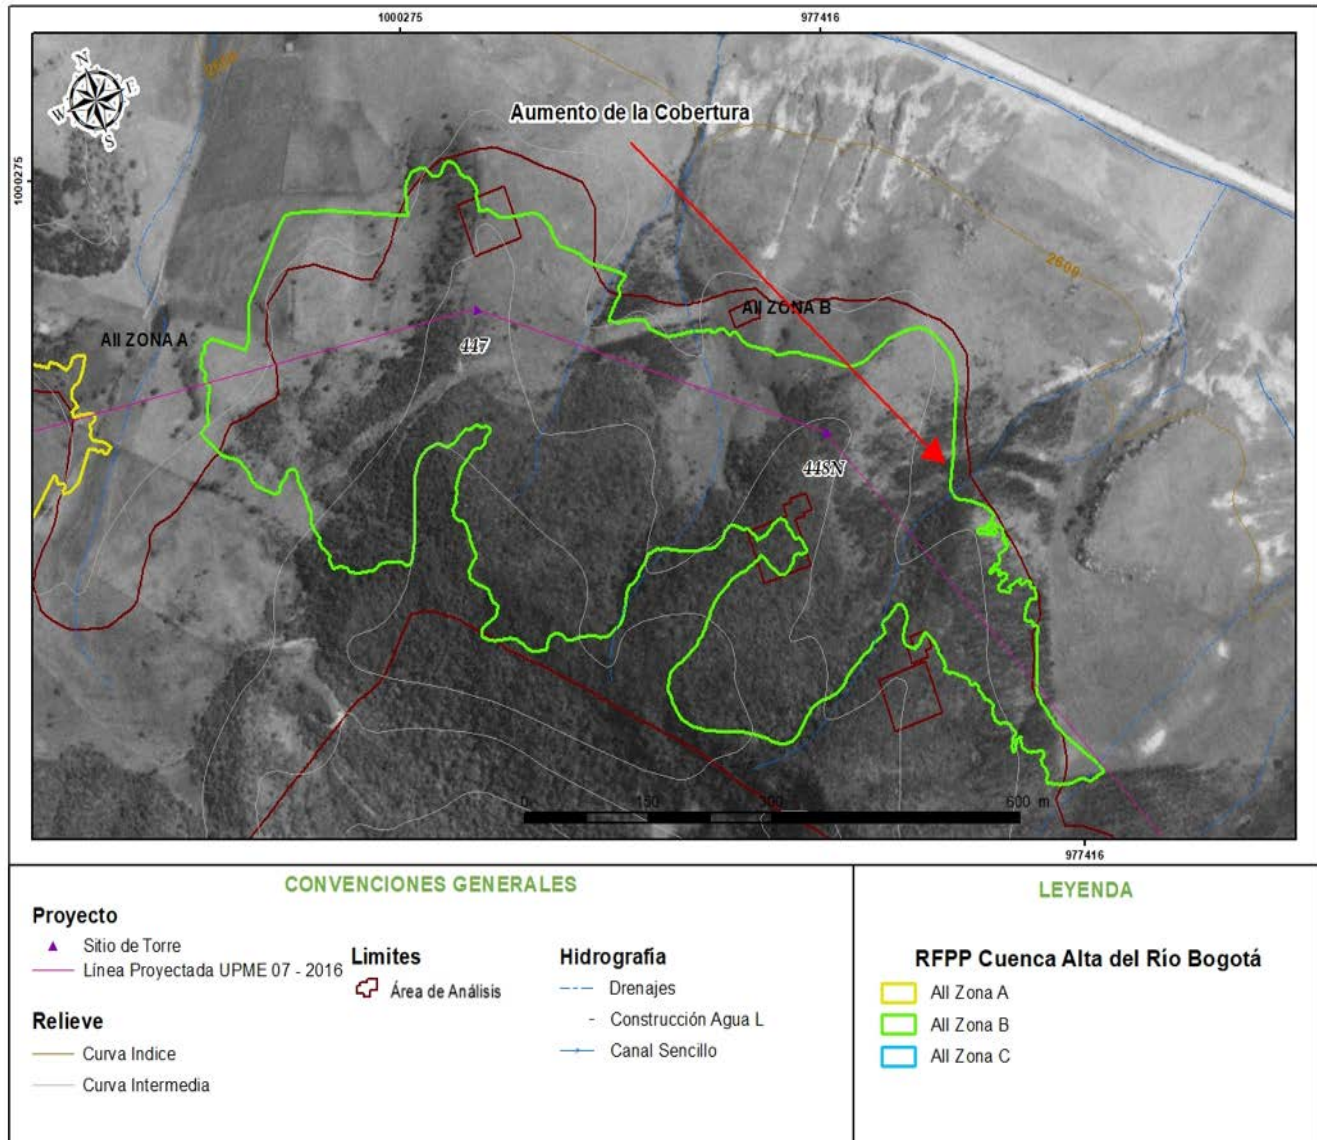 1000275
977416
1000275
N
E
W
S
2600
Aumento de la Cobertura
2600
All ZONA B
All ZONA A
447
448N
0 150 300 600 m
977416
CONVENCIONES GENERALES
Proyecto
Sitio de Torre
Línea Proyectada UPME 07 - 2016
Relieve
Curva Indice
Curva Intermedia
Limites
Área de Análisis
Hidrografía
Drenajes
Construcción Agua L
Canal Sencillo
LEYENDA
RFPP Cuenca Alta del Río Bogotá
All Zona A
All Zona B
All Zona C